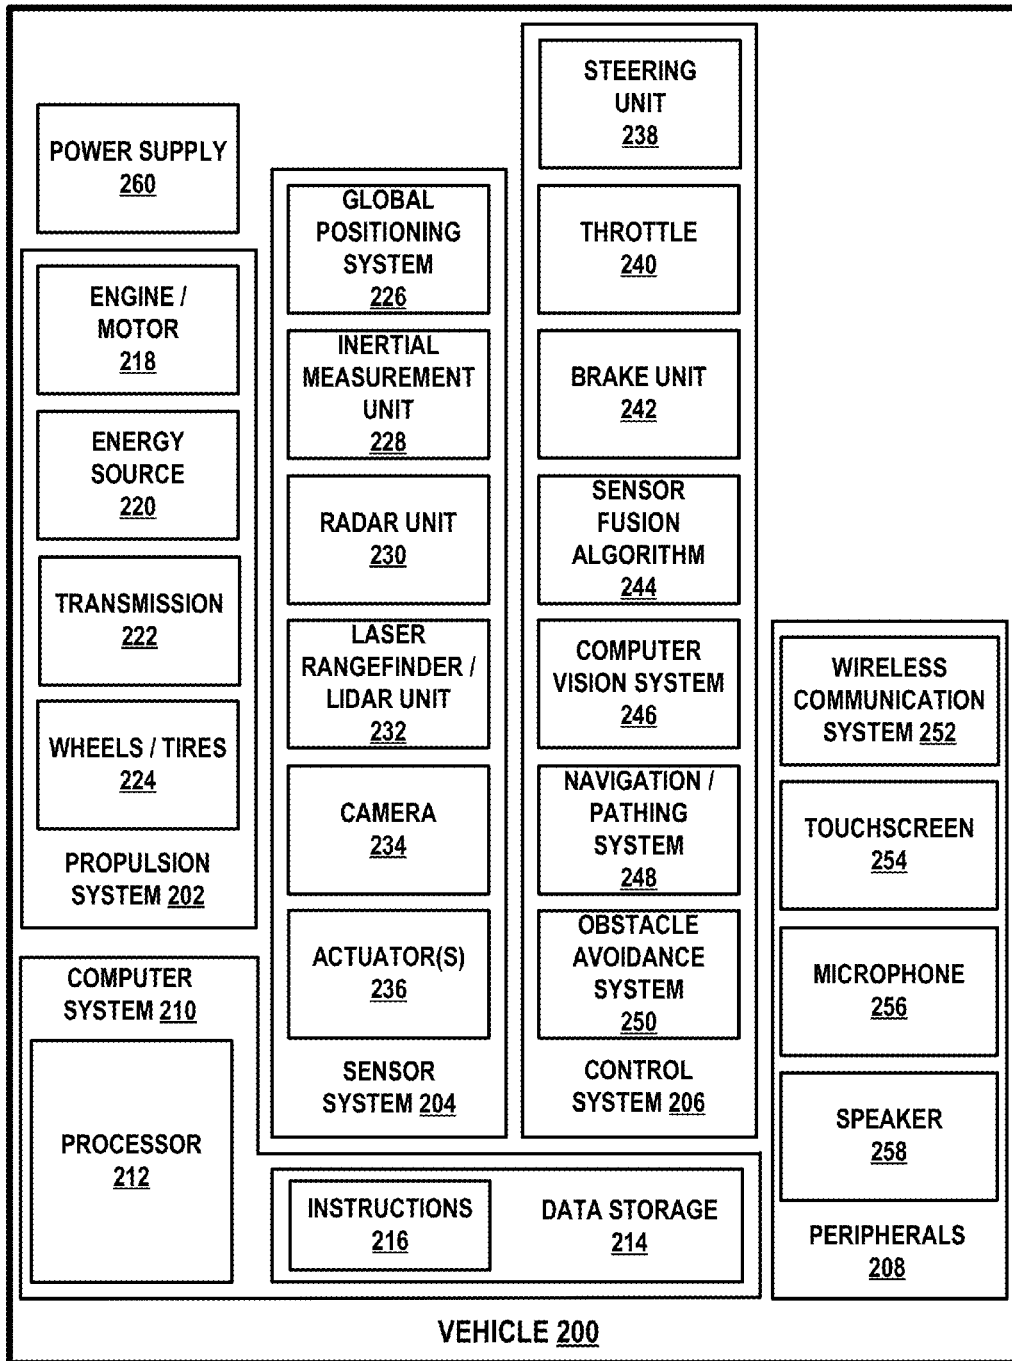 POWER SUPPLY
260
ENGINE /
MOTOR
218
ENERGY
SOURCE
220
TRANSMISSION
222
WHEELS / TIRES
224
PROPULSION
SYSTEM 202
GLOBAL
POSITIONING
SYSTEM
226
INERTIAL
MEASUREMENT
UNIT
228
RADAR UNIT
230
LASER
RANGEFINDER /
LIDAR UNIT
232
CAMERA
234
ACTUATOR(S)
236
SENSOR
SYSTEM 204
STEERING
UNIT
238
THROTTLE
240
BRAKE UNIT
242
SENSOR
FUSION
ALGORITHM
244
COMPUTER
VISION SYSTEM
246
NAVIGATION /
PATHING
SYSTEM
248
OBSTACLE
AVOIDANCE
SYSTEM
250
CONTROL
SYSTEM 206
WIRELESS
COMMUNICATION
SYSTEM 252
TOUCHSCREEN
254
MICROPHONE
256
SPEAKER
258
PERIPHERALS
208
COMPUTER
SYSTEM 210
PROCESSOR
212
INSTRUCTIONS
216
DATA STORAGE
214
VEHICLE 200